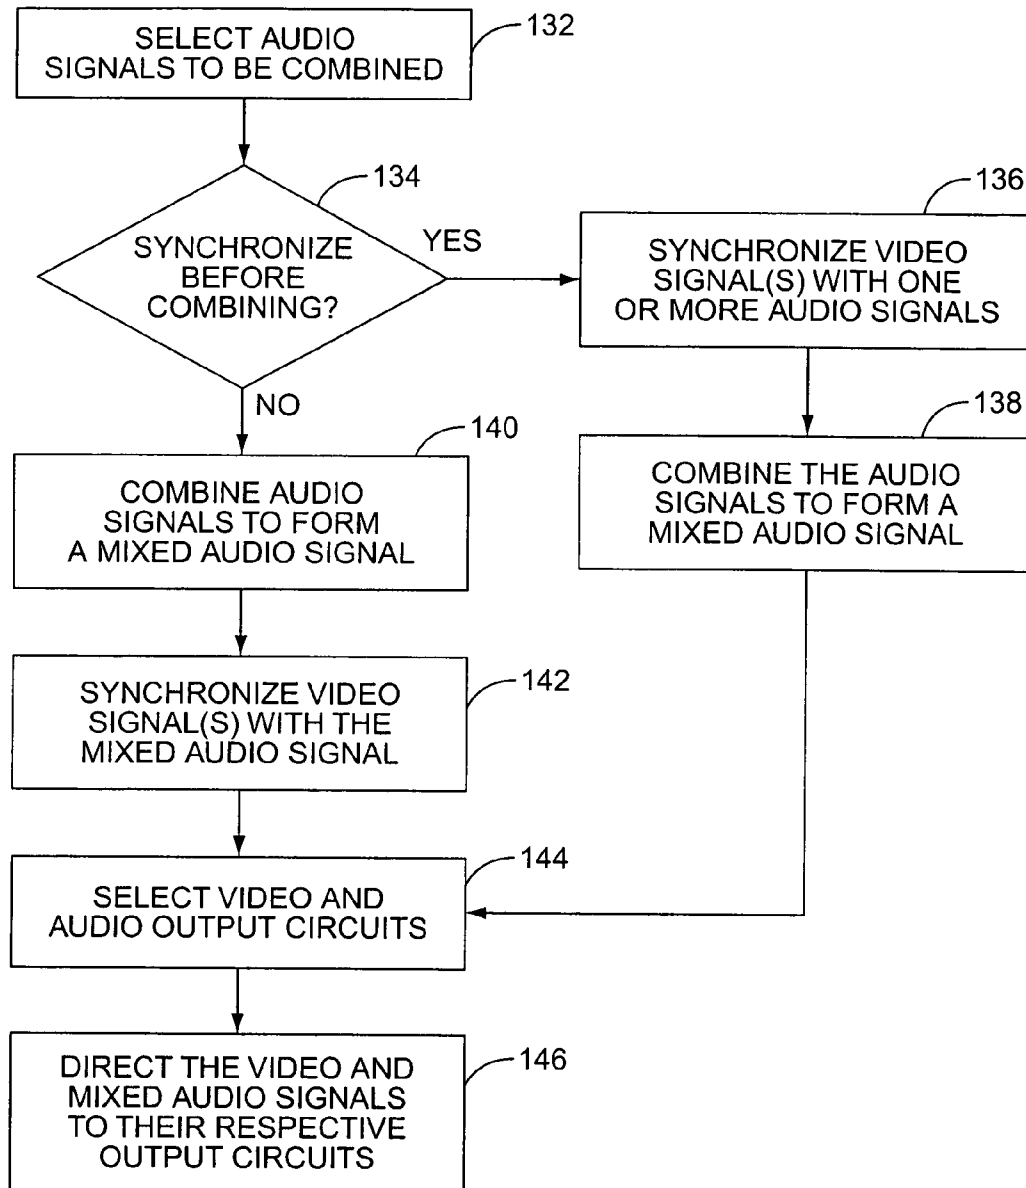 SELECT AUDIO
SIGNALS TO BE COMBINED
132
134
SYNCHRONIZE
BEFORE
COMBINING?
YES
136
SYNCHRONIZE VIDEO
SIGNAL(S) WITH ONE
OR MORE AUDIO SIGNALS
NO
138
COMBINE THE AUDIO
SIGNALS TO FORM A
MIXED AUDIO SIGNAL
140
COMBINE AUDIO
SIGNALS TO FORM
A MIXED AUDIO SIGNAL
142
SYNCHRONIZE VIDEO
SIGNAL(S) WITH THE
MIXED AUDIO SIGNAL
144
SELECT VIDEO AND
AUDIO OUTPUT CIRCUITS
146
DIRECT THE VIDEO AND
MIXED AUDIO SIGNALS
TO THEIR RESPECTIVE
OUTPUT CIRCUITS